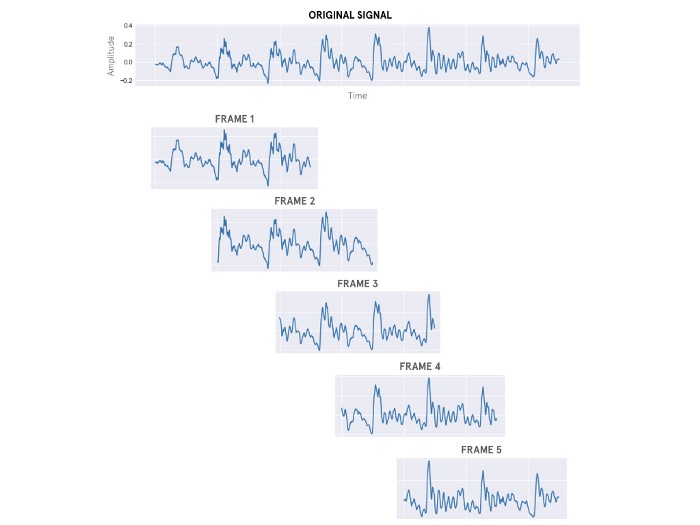 ORIGINAL SIGNAL
Amplitude
0.4
0.2
0.0
−0.2
Time
FRAME 1
FRAME 2
FRAME 3
FRAME 4
FRAME 5